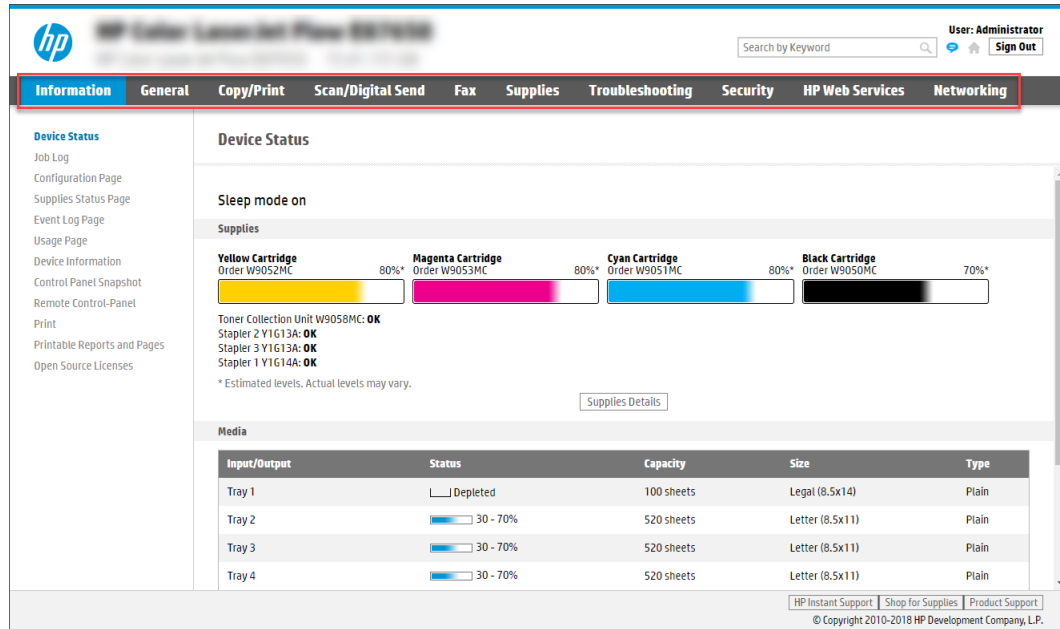 hp
User: Administrator
Search by Keyword
Sign Out
Information General Copy/Print Scan/Digital Send Fax Supplies Troubleshooting Security HP Web Services Networking
Device Status
Job Log
Configuration Page
Supplies Status Page
Event Log Page
Usage Page
Device Information
Control Panel Snapshot
Remote Control-Panel
Print
Printable Reports and Pages
Open Source Licenses
Device Status
Sleep mode on
Supplies
Yellow Cartridge Magenta Cartridge Cyan Cartridge Black Cartridge
Order W9052MC 80%* Order W9053MC 80%* Order W9051MC 80%* Order W9050MC 70%*
Toner Collection Unit W9058MC: OK
Stapler 2 Y1G13A: OK
Stapler 3 Y1G13A: OK
Stapler 1 Y1G14A: OK
* Estimated levels. Actual levels may vary.
Supplies Details
Media
Input/Output Status Capacity Size Type
Tray 1 Depleted 100 sheets Legal (8.5x14) Plain
Tray 2 30 - 70% 520 sheets Letter (8.5x11) Plain
Tray 3 30 - 70% 520 sheets Letter (8.5x11) Plain
Tray 4 30 - 70% 520 sheets Letter (8.5x11) Plain
HP Instant Support Shop for Supplies Product Support
© Copyright 2010-2018 HP Development Company, L.P.